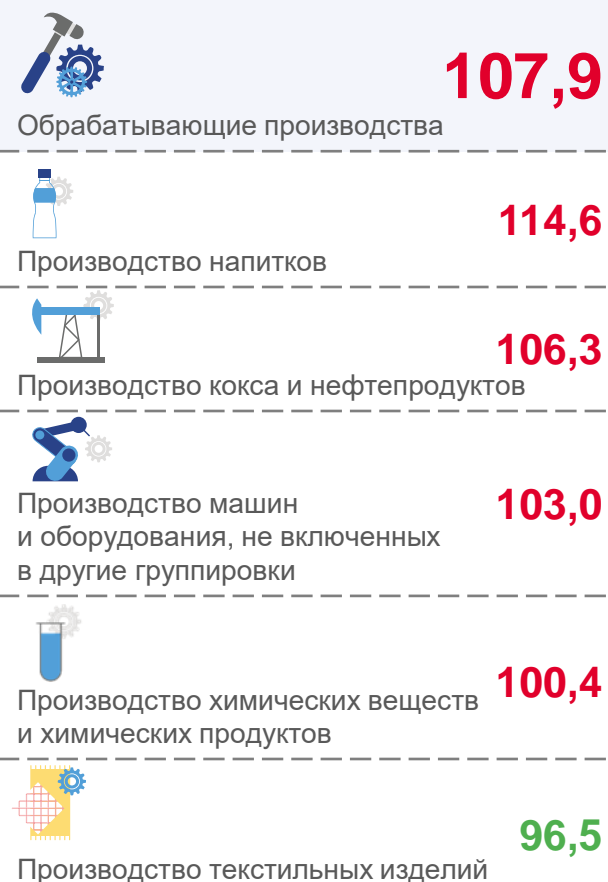 107,9
Обрабатывающие производства
114,6
Производство напитков
106,3
Производство кокса и нефтепродуктов
103,0
Производство машин
и оборудования, не включенных
в другие группировки
100,4
Производство химических веществ
и химических продуктов
96,5
Производство текстильных изделий